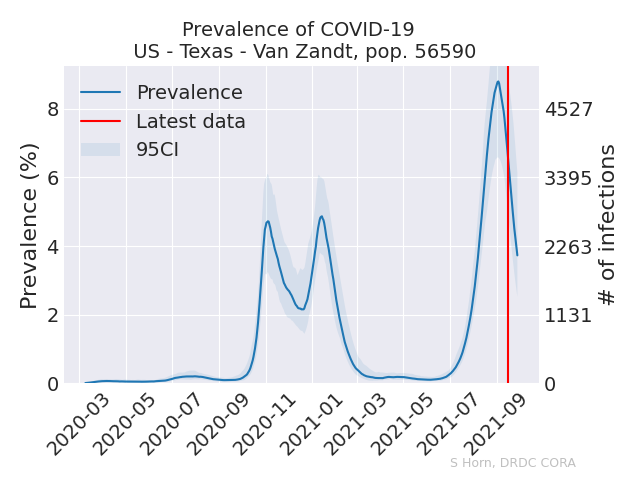 Prevalence of COVID-19
US - Texas - Van Zandt, pop. 56590
Prevalence
Latest data
95CI
Prevalence (%)
8
6
4
2
0
4527
3395
2263
1131
0
# of infections
2020-03
2020-05
2020-07
2020-09
2020-11
2021-01
2021-03
2021-05
2021-07
2021-09
S Horn, DRDC CORA